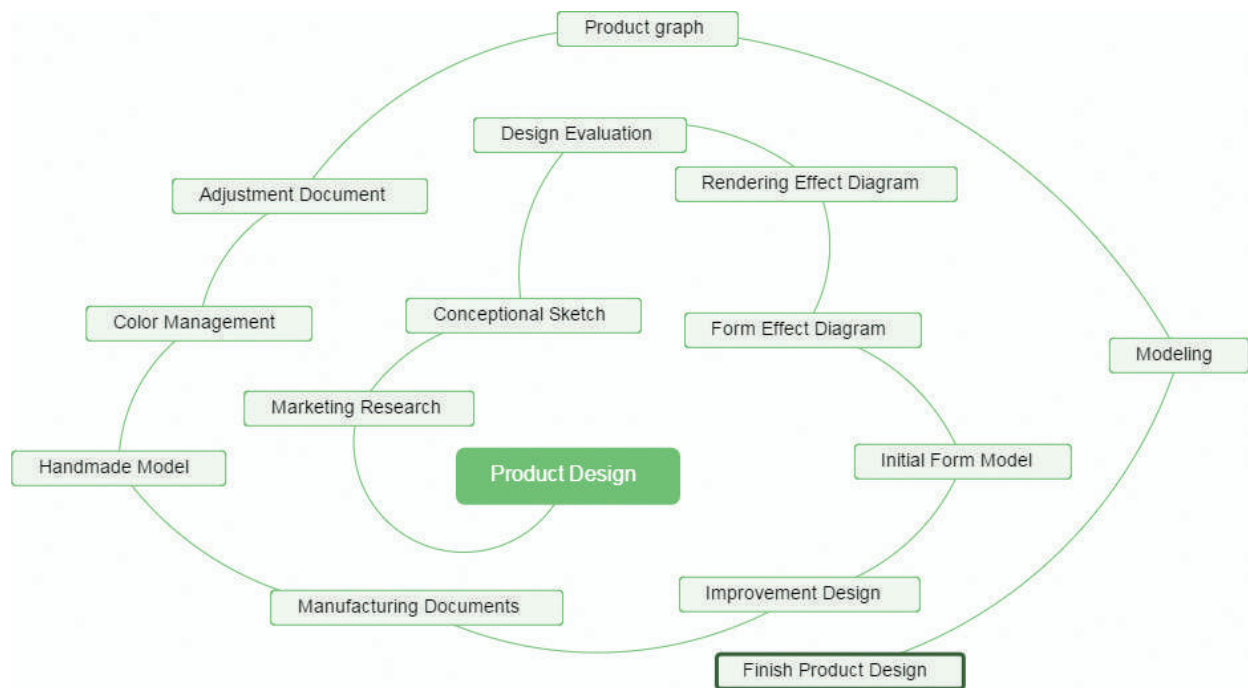 Product graph
Design Evaluation
Rendering Effect Diagram
Adjustment Document
Color Management
Conceptional Sketch
Form Effect Diagram
Modeling
Marketing Research
Handmade Model
Product Design
Initial Form Model
Manufacturing Documents
Improvement Design
Finish Product Design